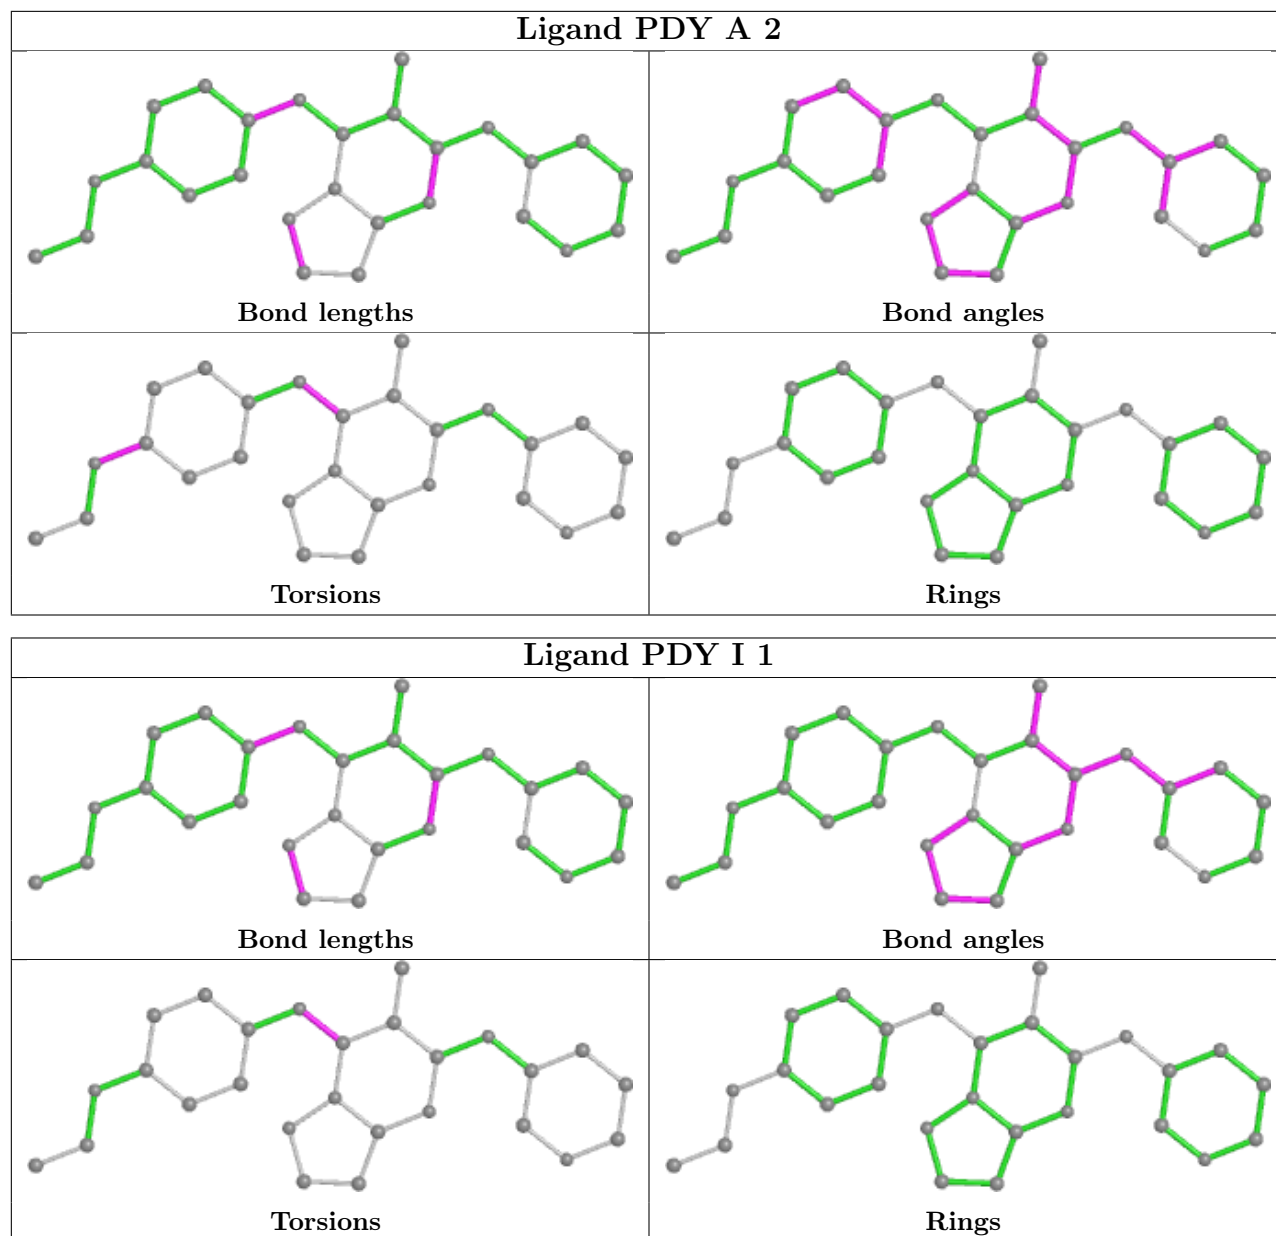 Ligand PDY A 2
Bond lengths
Bond angles
Torsions
Rings
Ligand PDY I 1
Bond lengths
Bond angles
Torsions
Rings